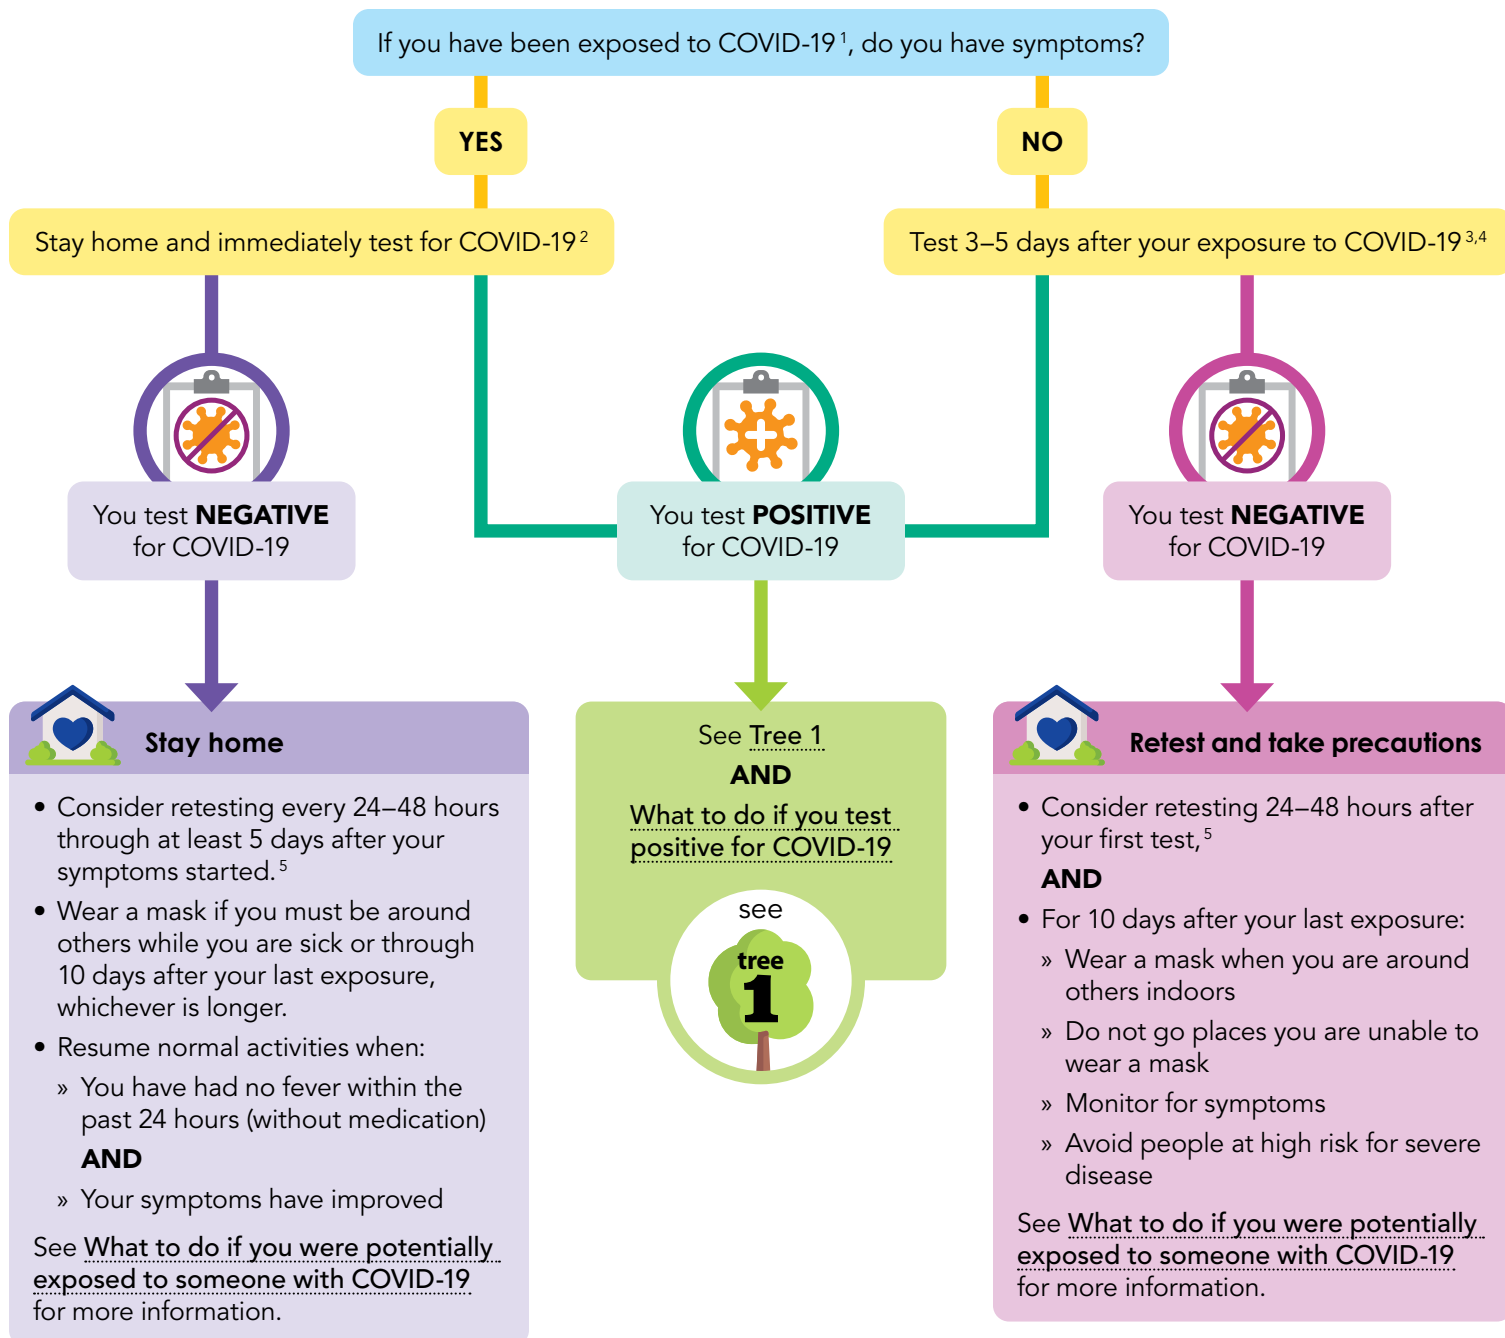 If you have been exposed to COVID-19¹, do you have symptoms?
YES
NO
Stay home and immediately test for COVID-19²
Test 3–5 days after your exposure to COVID-19³,⁴
You test NEGATIVE
for COVID-19
You test POSITIVE
for COVID-19
You test NEGATIVE
for COVID-19
Stay home
• Consider retesting every 24–48 hours
through at least 5 days after your
symptoms started.⁵
• Wear a mask if you must be around
others while you are sick or through
10 days after your last exposure,
whichever is longer.
• Resume normal activities when:
» You have had no fever within the
past 24 hours (without medication)
AND
» Your symptoms have improved
See What to do if you were potentially
exposed to someone with COVID-19
for more information.
See Tree 1
AND
What to do if you test
positive for COVID-19
see
tree
1
Retest and take precautions
• Consider retesting 24–48 hours after
your first test,⁵
AND
• For 10 days after your last exposure:
» Wear a mask when you are around
others indoors
» Do not go places you are unable to
wear a mask
» Monitor for symptoms
» Avoid people at high risk for severe
disease
See What to do if you were potentially
exposed to someone with COVID-19
for more information.